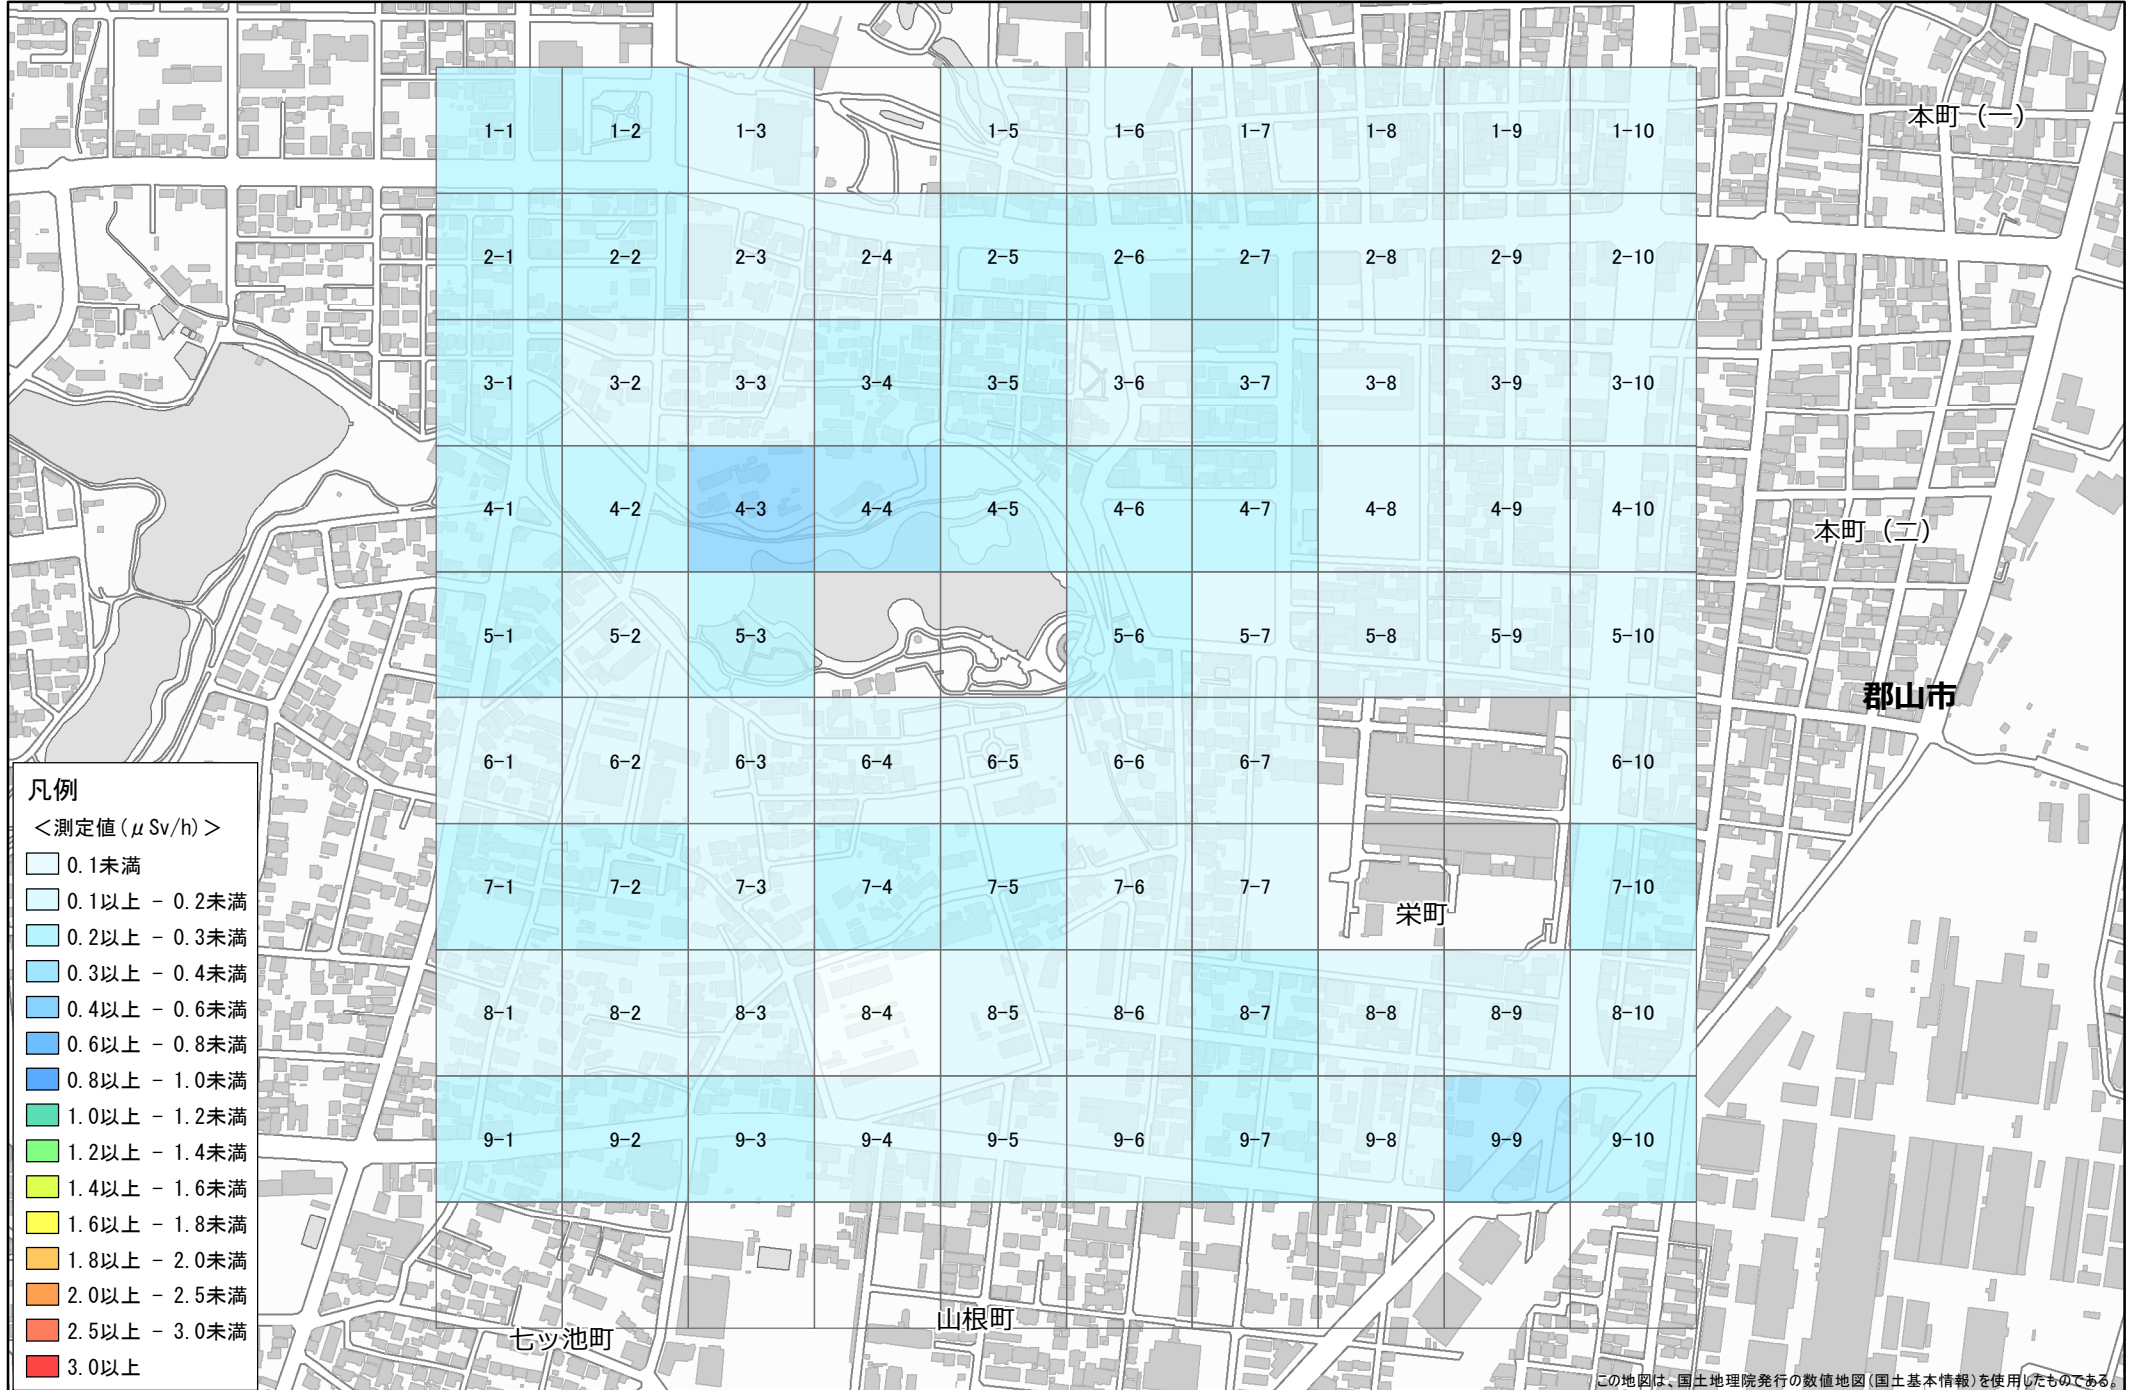 本町（一）
1-1 1-2 1-3 1-5 1-6 1-7 1-8 1-9 1-10
2-1 2-2 2-3 2-4 2-5 2-6 2-7 2-8 2-9 2-10
3-1 3-2 3-3 3-4 3-5 3-6 3-7 3-8 3-9 3-10
4-1 4-2 4-3 4-4 4-5 4-6 4-7 4-8 4-9 4-10
本町（二）
5-1 5-2 5-3 5-6 5-7 5-8 5-9 5-10
郡山市
6-1 6-2 6-3 6-4 6-5 6-6 6-7 6-10
7-1 7-2 7-3 7-4 7-5 7-6 7-7 7-10
栄町
8-1 8-2 8-3 8-4 8-5 8-6 8-7 8-8 8-9 8-10
9-1 9-2 9-3 9-4 9-5 9-6 9-7 9-8 9-9 9-10
山根町
七ッ池町
凡例
＜測定値(μSv/h)＞
0.1未満
0.1以上 - 0.2未満
0.2以上 - 0.3未満
0.3以上 - 0.4未満
0.4以上 - 0.6未満
0.6以上 - 0.8未満
0.8以上 - 1.0未満
1.0以上 - 1.2未満
1.2以上 - 1.4未満
1.4以上 - 1.6未満
1.6以上 - 1.8未満
1.8以上 - 2.0未満
2.0以上 - 2.5未満
2.5以上 - 3.0未満
3.0以上
この地図は、国土地理院発行の数値地図(国土基本情報)を使用したものである。